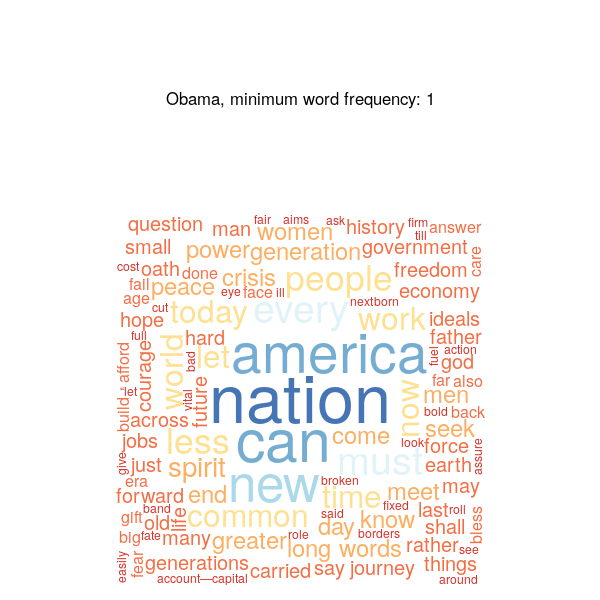 Obama, minimum word frequency: 1
question man fair aims ask history firm answer
women till
small power generation government care
cost oath done crisis people freedom
fall peace eye face ill economy
age cut today every nextborn work ideals
hope
full hard father
afford courage world bad let america fuel action god
far also
let future vital nation now men
build– bold back
across can come seek
jobs less look force
give just spirit must earth assure
era new broken may
forward end time meet
band common fixed last roll
gift old life said day know shall bless
big fate many greater role borders rather see
long words
easily fear generations carried say journey things
account—capital around